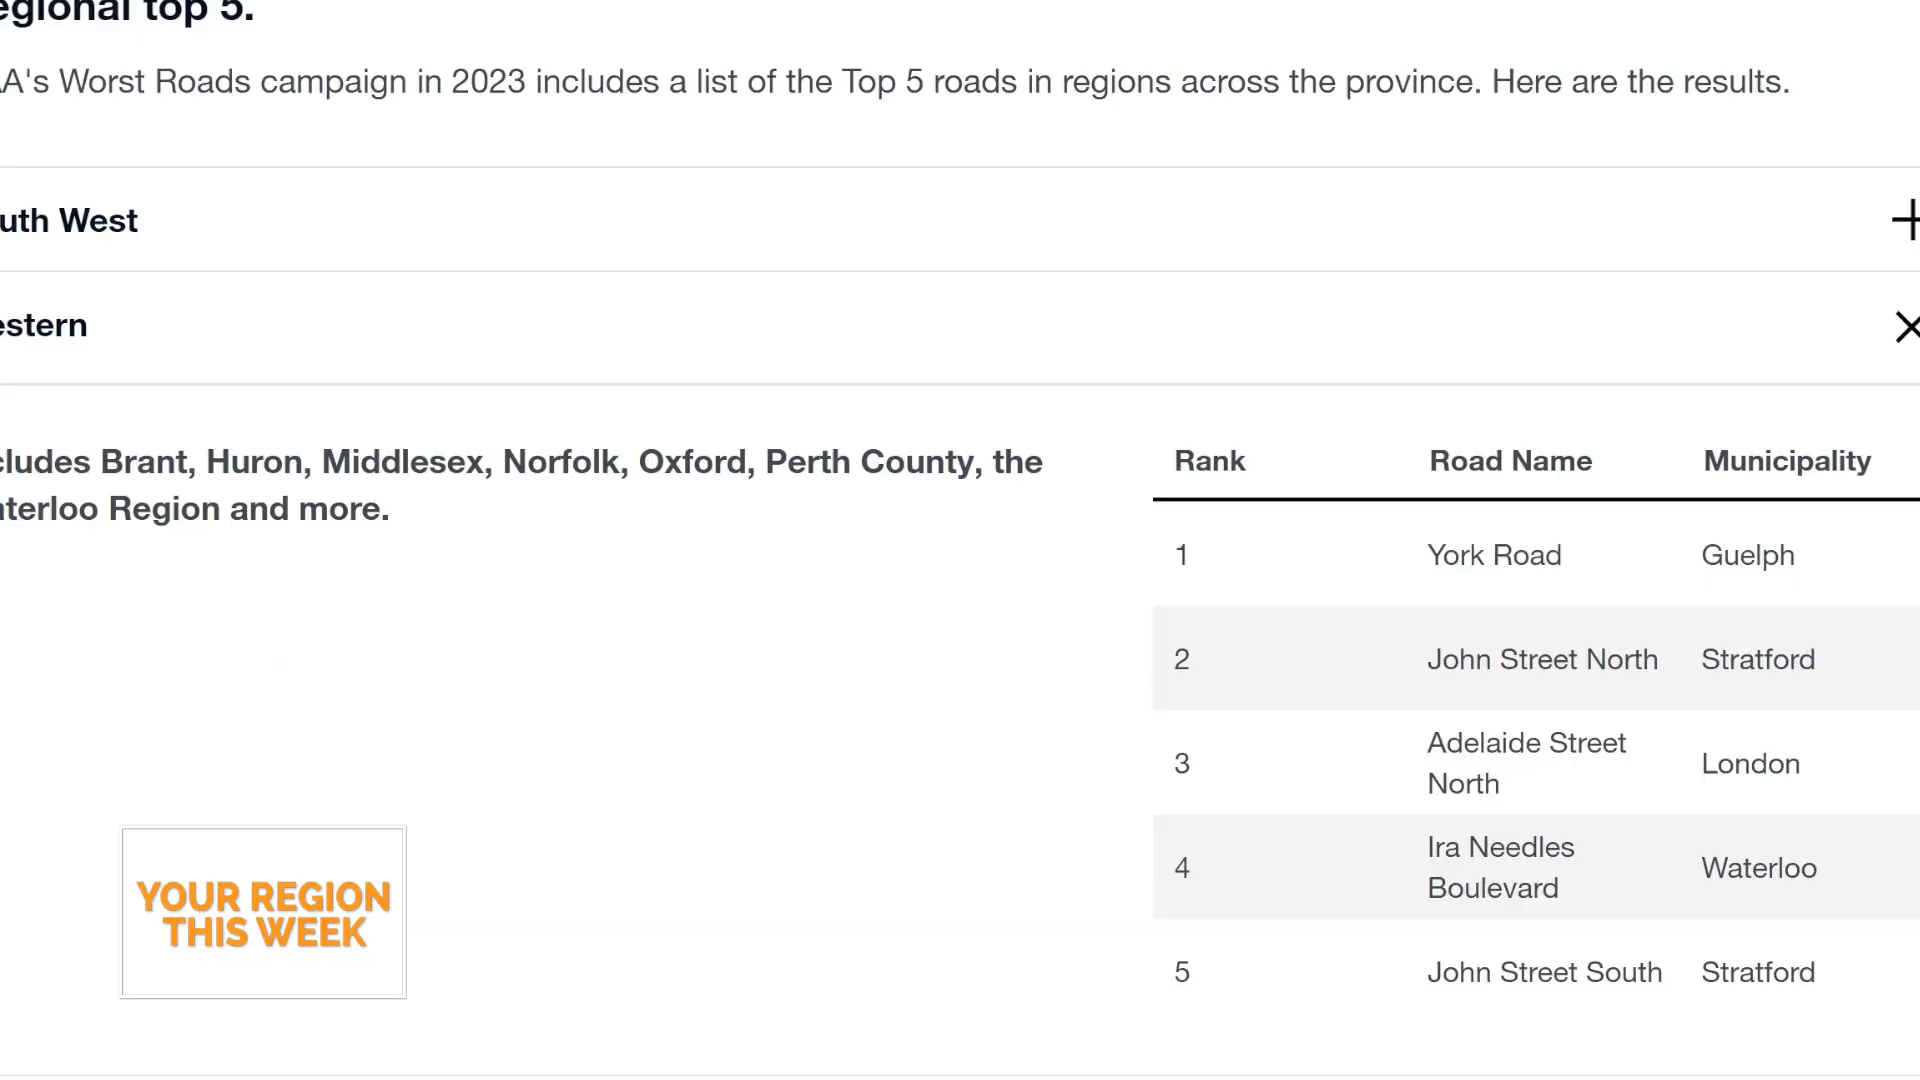 egional top 5.
AA's Worst Roads campaign in 2023 includes a list of the Top 5 roads in regions across the province. Here are the results.
uth West
estern
cludes Brant, Huron, Middlesex, Norfolk, Oxford, Perth County, the
aterloo Region and more.
Rank Road Name Municipality
1 York Road Guelph
2 John Street North Stratford
3 Adelaide Street North London
4 Ira Needles Boulevard Waterloo
5 John Street South Stratford
YOUR REGION
THIS WEEK